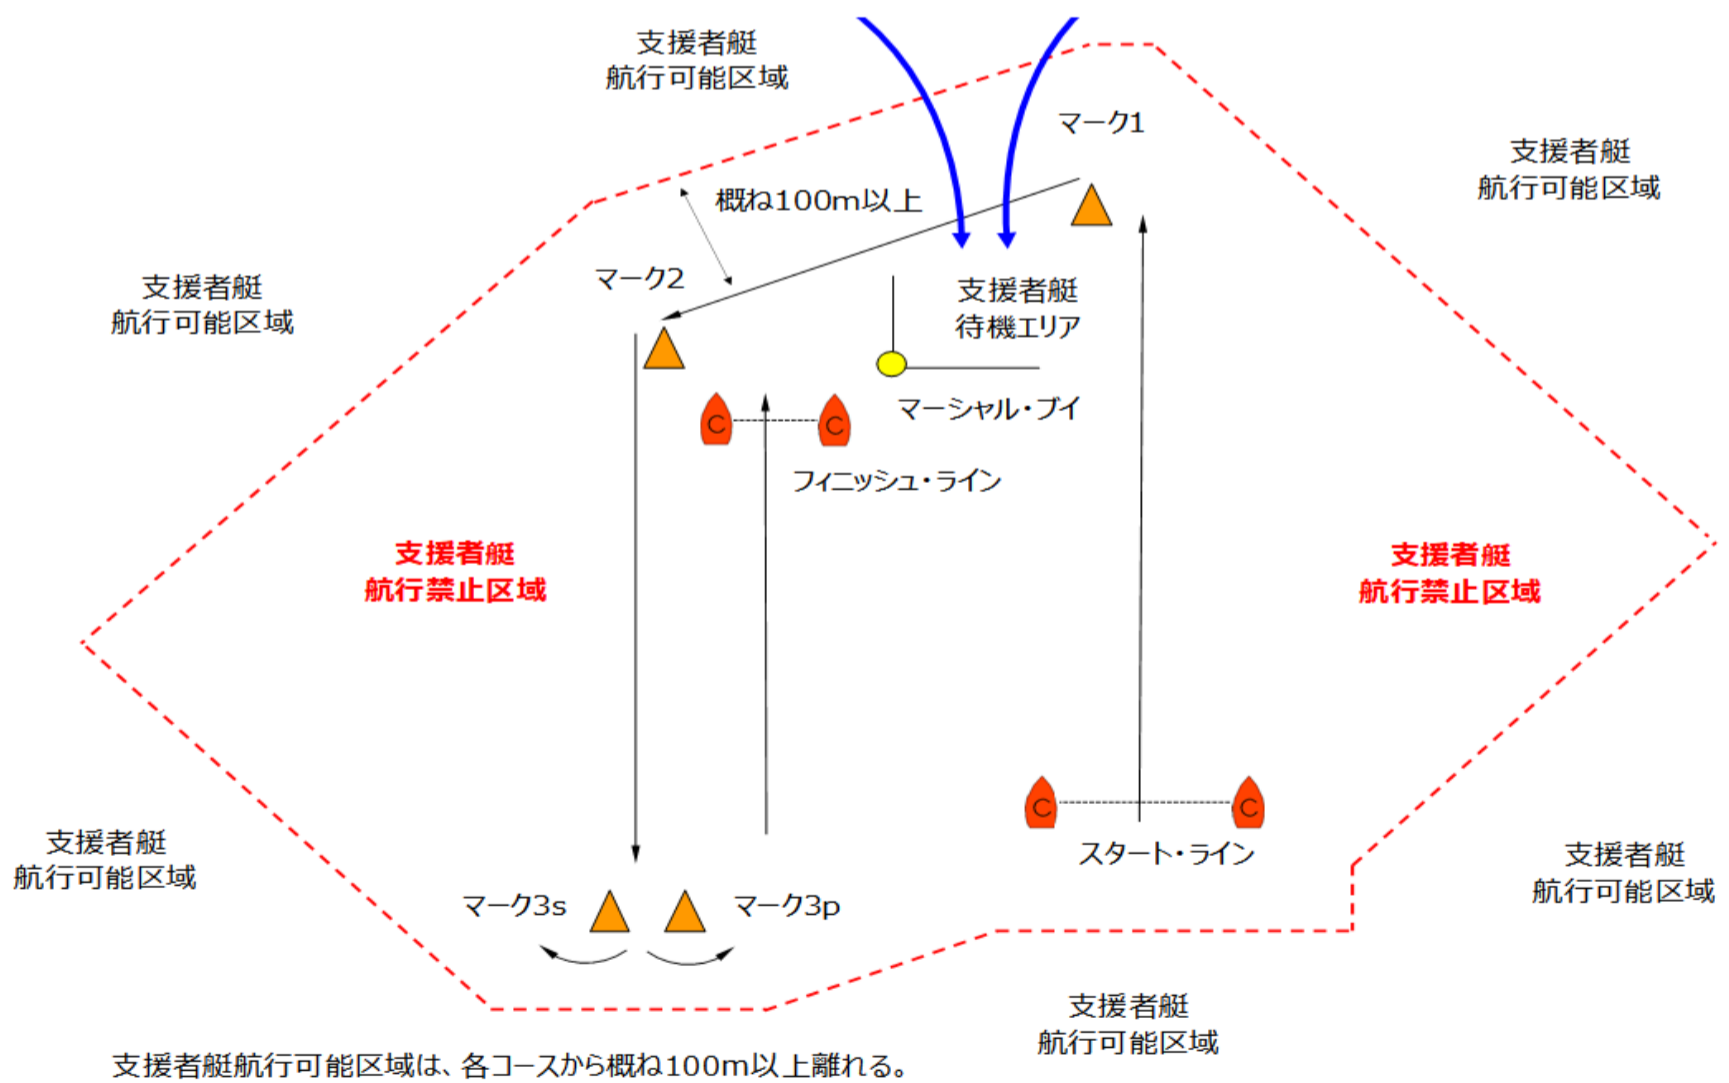 支援者艇
航行可能区域
マーク1
支援者艇
航行可能区域
概ね100m以上
マーク2
支援者艇
航行可能区域
支援者艇
待機エリア
マーシャル・ブイ
C
C
フィニッシュ・ライン
支援者艇
航行禁止区域
支援者艇
航行禁止区域
C
C
スタート・ライン
支援者艇
航行可能区域
支援者艇
航行可能区域
マーク3s
マーク3p
支援者艇
航行可能区域
支援者艇航行可能区域は、各コースから概ね100m以上離れる。